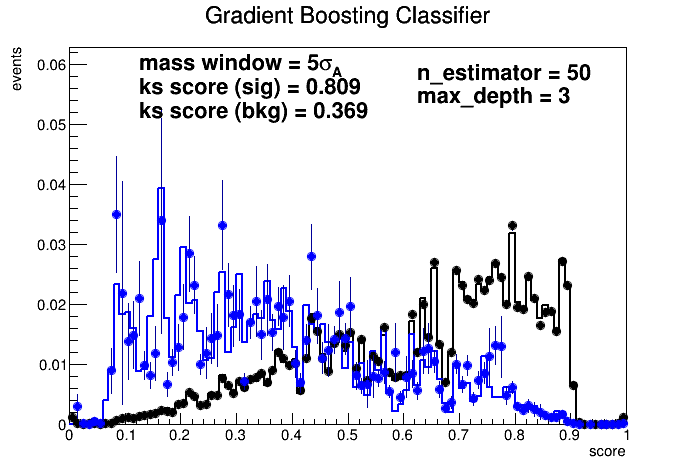 Gradient Boosting Classifier
events
0.06
0.05
0.04
0.03
0.02
0.01
0
mass window = 5σA
ks score (sig) = 0.809
ks score (bkg) = 0.369
n_estimator = 50
max_depth = 3
0 0.1 0.2 0.3 0.4 0.5 0.6 0.7 0.8 0.9 1
score